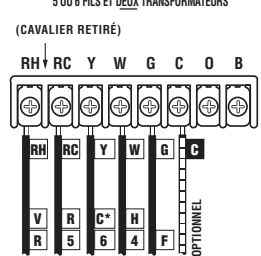 5 OU 6 FILS ET DEUX TRANSFORMATEURS
(CAVALIER RETIRÉ)
RH RC Y W G C O B
RH RC Y W G C
V R C* H
R 5 6 4 F
OPTIONNEL